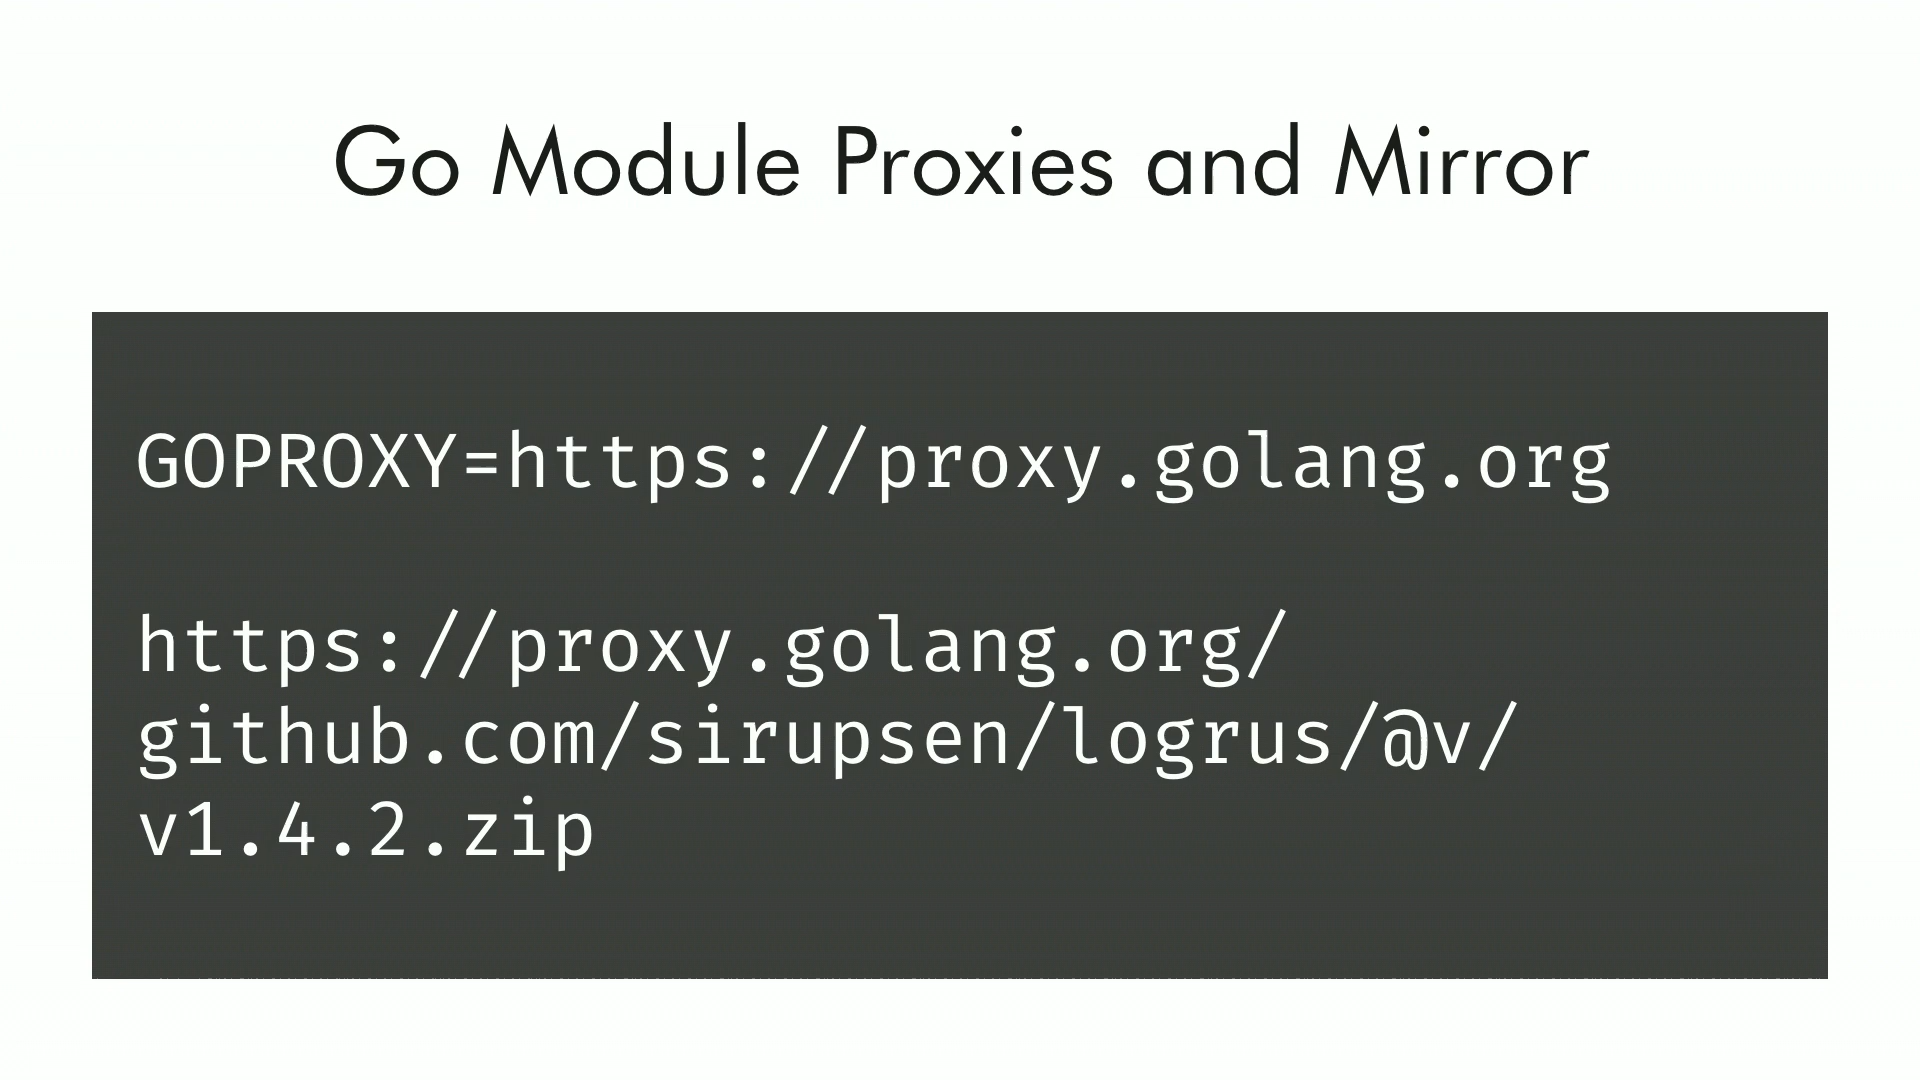 Go Module Proxies and Mirror
GOPROXY=https://proxy.golang.org
https://proxy.golang.org/
github.com/sirupsen/logrus/@v/
v1.4.2.zip